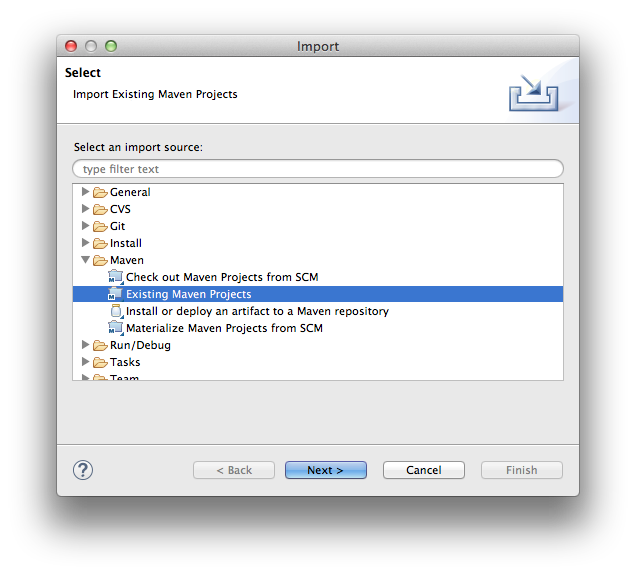 Import
Select
Import Existing Maven Projects
Select an import source:
type filter text
General
CVS
Git
Install
Maven
Check out Maven Projects from SCM
Existing Maven Projects
Install or deploy an artifact to a Maven repository
Materialize Maven Projects from SCM
Run/Debug
Tasks
Team
?
< Back
Next >
Cancel
Finish